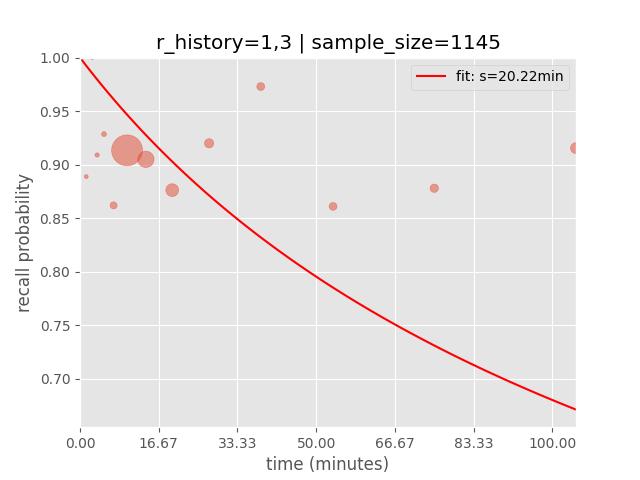 r_history=1,3 | sample_size=1145
fit: s=20.22min
1.00
0.95
0.90
0.85
0.80
0.75
0.70
recall probability
0.00 16.67 33.33 50.00 66.67 83.33 100.00
time (minutes)